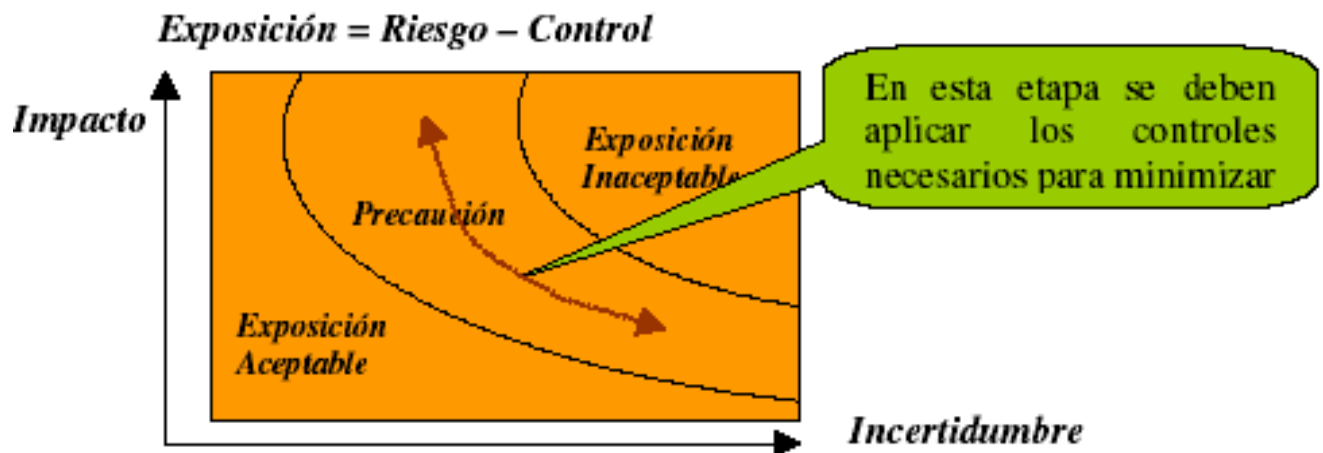 Exposición = Riesgo – Control
Impacto
En esta etapa se deben
aplicar los controles
necesarios para minimizar
Exposición
Inaceptable
Precaución
Exposición
Aceptable
Incertidumbre